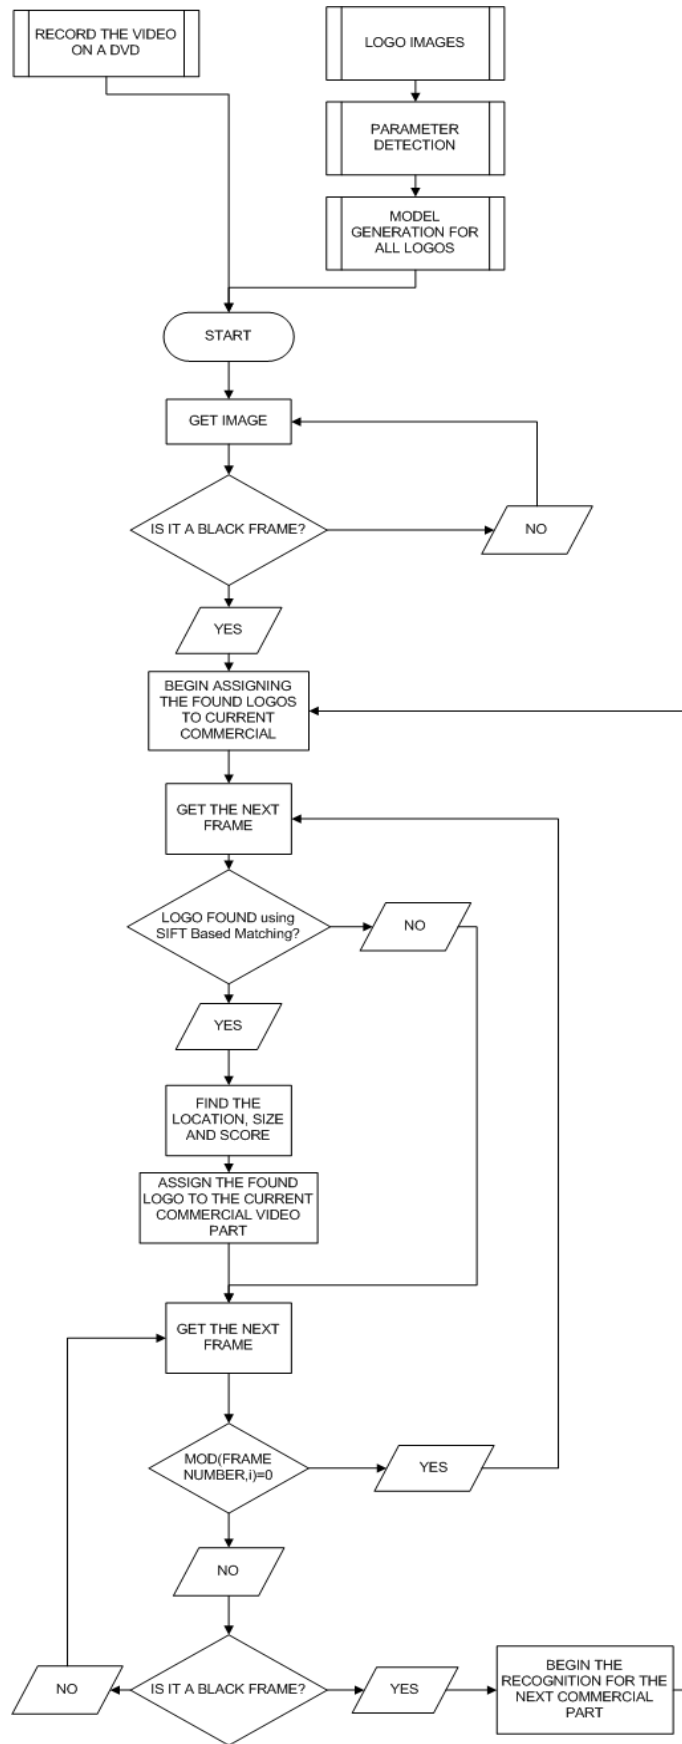 RECORD THE VIDEO
ON A DVD
LOGO IMAGES
PARAMETER
DETECTION
MODEL
GENERATION FOR
ALL LOGOS
START
GET IMAGE
IS IT A BLACK FRAME?
NO
YES
BEGIN ASSIGNING
THE FOUND LOGOS
TO CURRENT
COMMERCIAL
GET THE NEXT
FRAME
LOGO FOUND using
SIFT Based Matching?
NO
YES
FIND THE
LOCATION, SIZE
AND SCORE
ASSIGN THE FOUND
LOGO TO THE CURRENT
COMMERCIAL VIDEO
PART
GET THE NEXT
FRAME
MOD(FRAME
NUMBER,i)=0
YES
NO
NO
IS IT A BLACK FRAME?
YES
BEGIN THE
RECOGNITION FOR THE
NEXT COMMERCIAL
PART